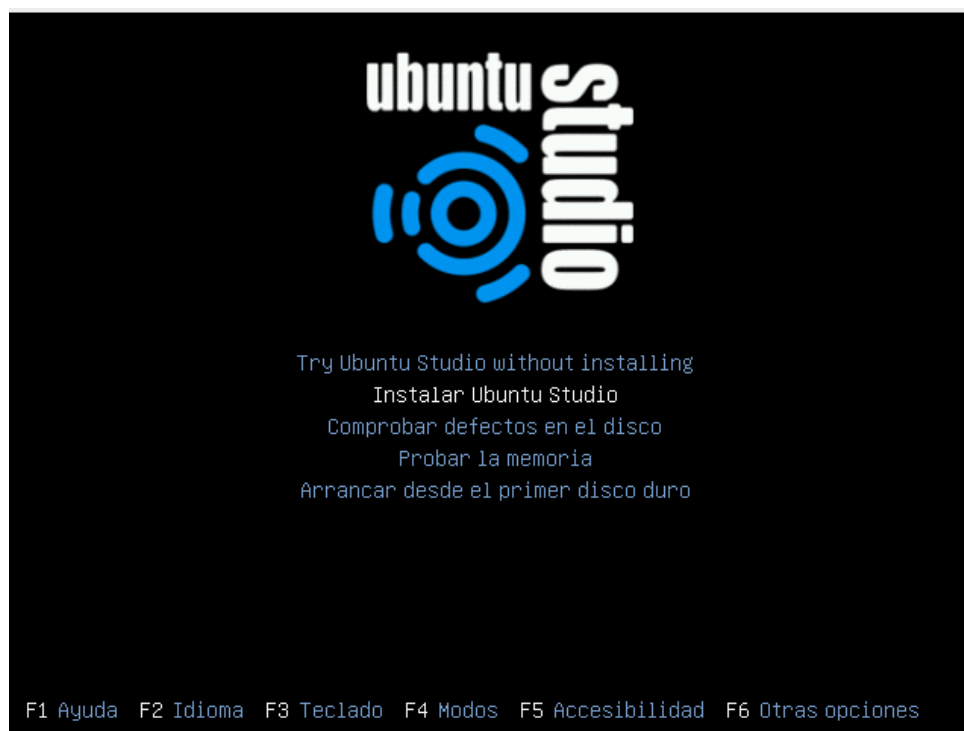 ubuntu studio
Try Ubuntu Studio without installing
Instalar Ubuntu Studio
Comprobar defectos en el disco
Probar la memoria
Arrancar desde el primer disco duro
F1 Ayuda F2 Idioma F3 Teclado F4 Modos F5 Accesibilidad F6 Otras opciones